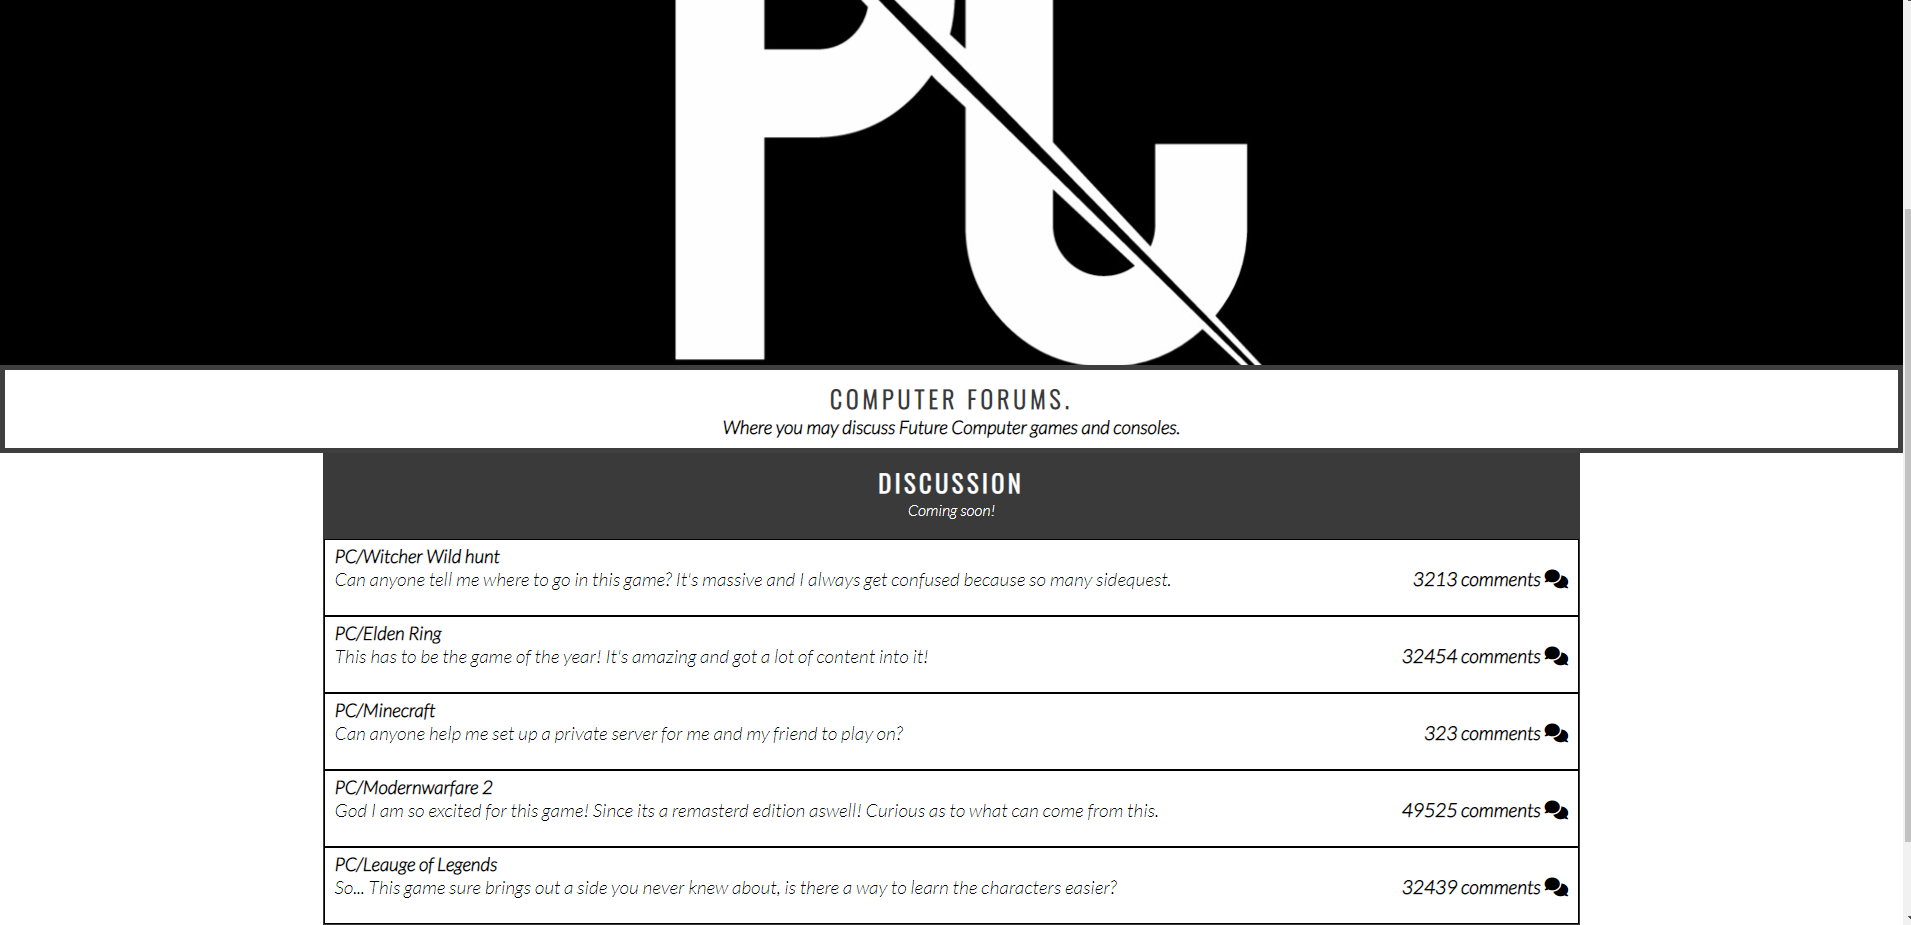 PC
COMPUTER FORUMS.
Where you may discuss Future Computer games and consoles.
DISCUSSION
Coming soon!
PC/Witcher Wild hunt
Can anyone tell me where to go in this game? It's massive and I always get confused because so many sidequest.
3213 comments
PC/Elden Ring
This has to be the game of the year! It's amazing and got a lot of content into it!
32454 comments
PC/Minecraft
Can anyone help me set up a private server for me and my friend to play on?
323 comments
PC/Modernwarfare 2
God I am so excited for this game! Since its a remasterd edition aswell! Curious as to what can come from this.
49525 comments
PC/Leauge of Legends
So... This game sure brings out a side you never knew about, is there a way to learn the characters easier?
32439 comments